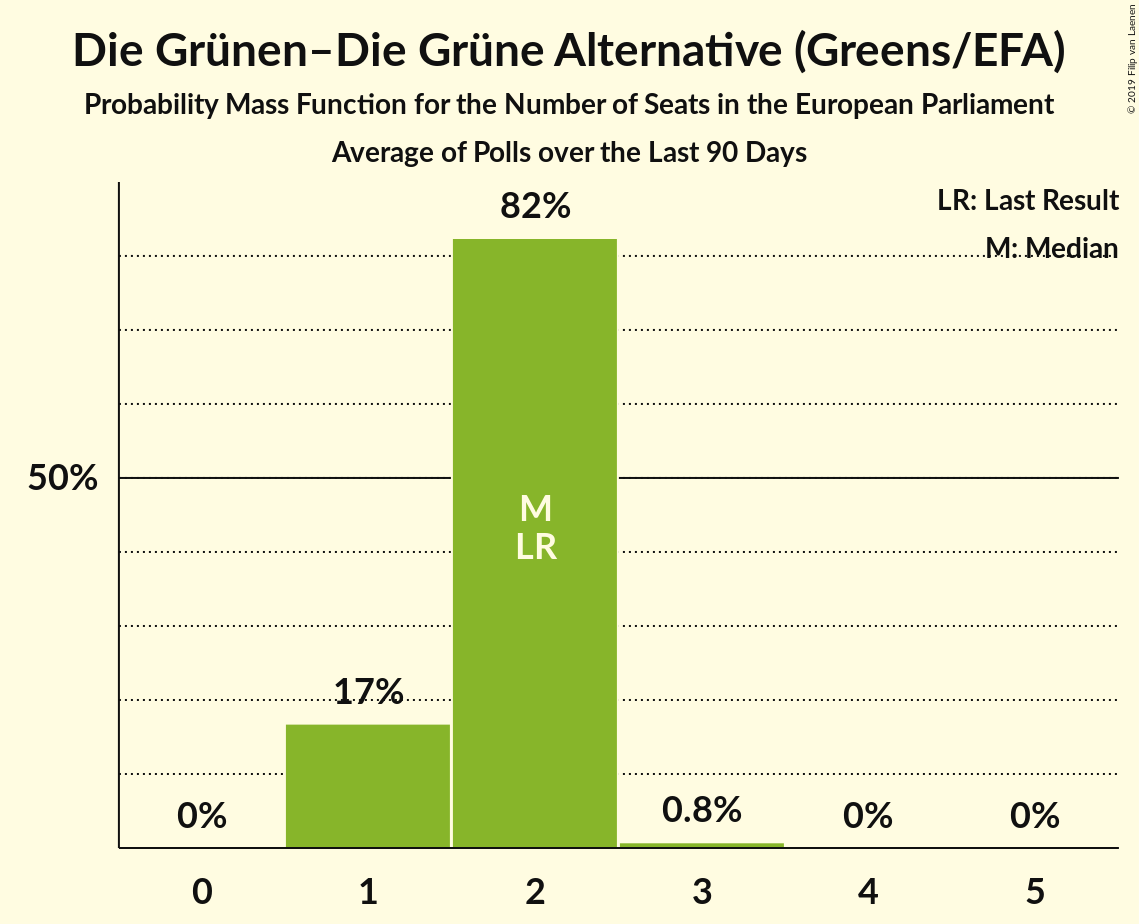 Die Grünen–Die Grüne Alternative (Greens/EFA)
Probability Mass Function for the Number of Seats in the European Parliament
Average of Polls over the Last 90 Days
© 2019 Filip van Laenen
LR: Last Result
M: Median
82%
50%
M
LR
17%
0%
0.8%
0%
0%
0 1 2 3 4 5